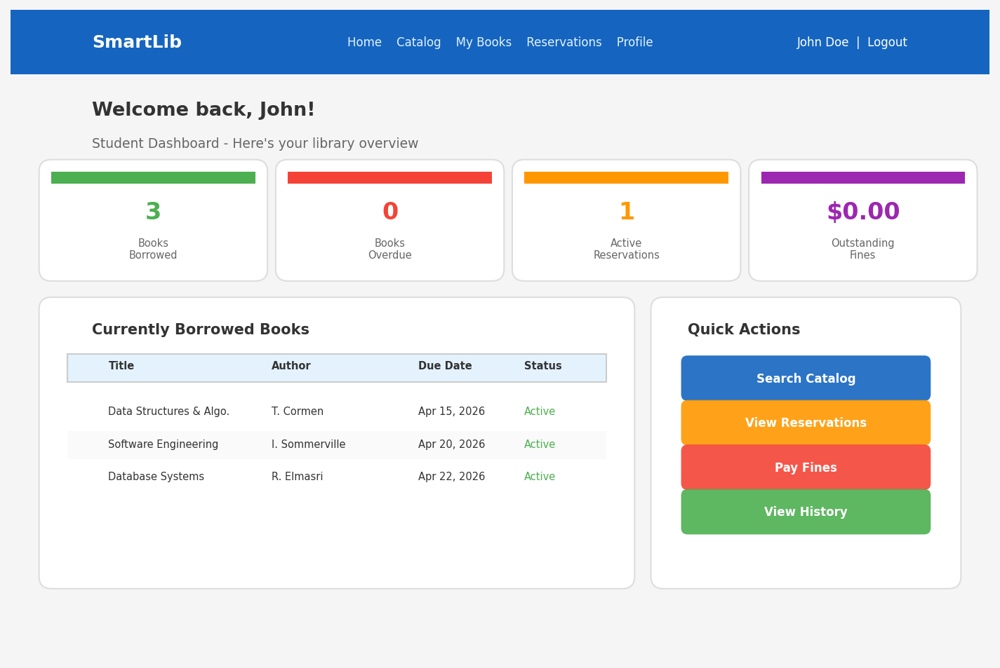 SmartLib
Home Catalog My Books Reservations Profile
John Doe | Logout
Welcome back, John!
Student Dashboard - Here's your library overview
3
Books
Borrowed
0
Books
Overdue
1
Active
Reservations
$0.00
Outstanding
Fines
Currently Borrowed Books
Title Author Due Date Status
Data Structures & Algo. T. Cormen Apr 15, 2026 Active
Software Engineering I. Sommerville Apr 20, 2026 Active
Database Systems R. Elmasri Apr 22, 2026 Active
Quick Actions
Search Catalog
View Reservations
Pay Fines
View History